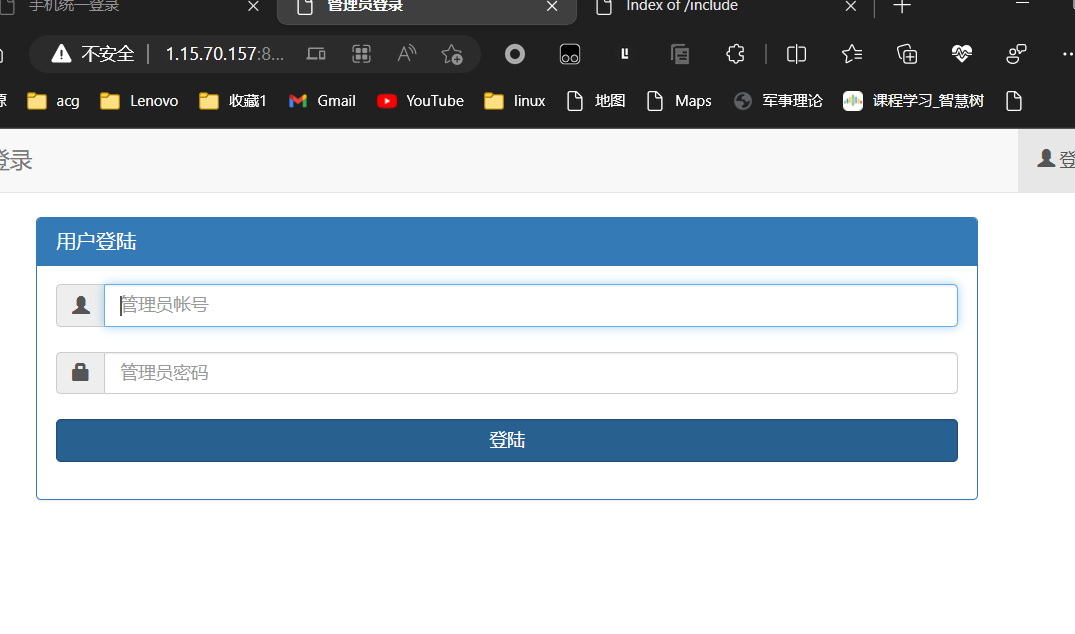 手机统一登录
管理员登录
Index of /include
不安全 1.15.70.157:8...
acg Lenovo 收藏1 Gmail YouTube linux 地图 Maps 军事理论 课程学习_智慧树
登录
登
用户登陆
管理员帐号
管理员密码
登陆